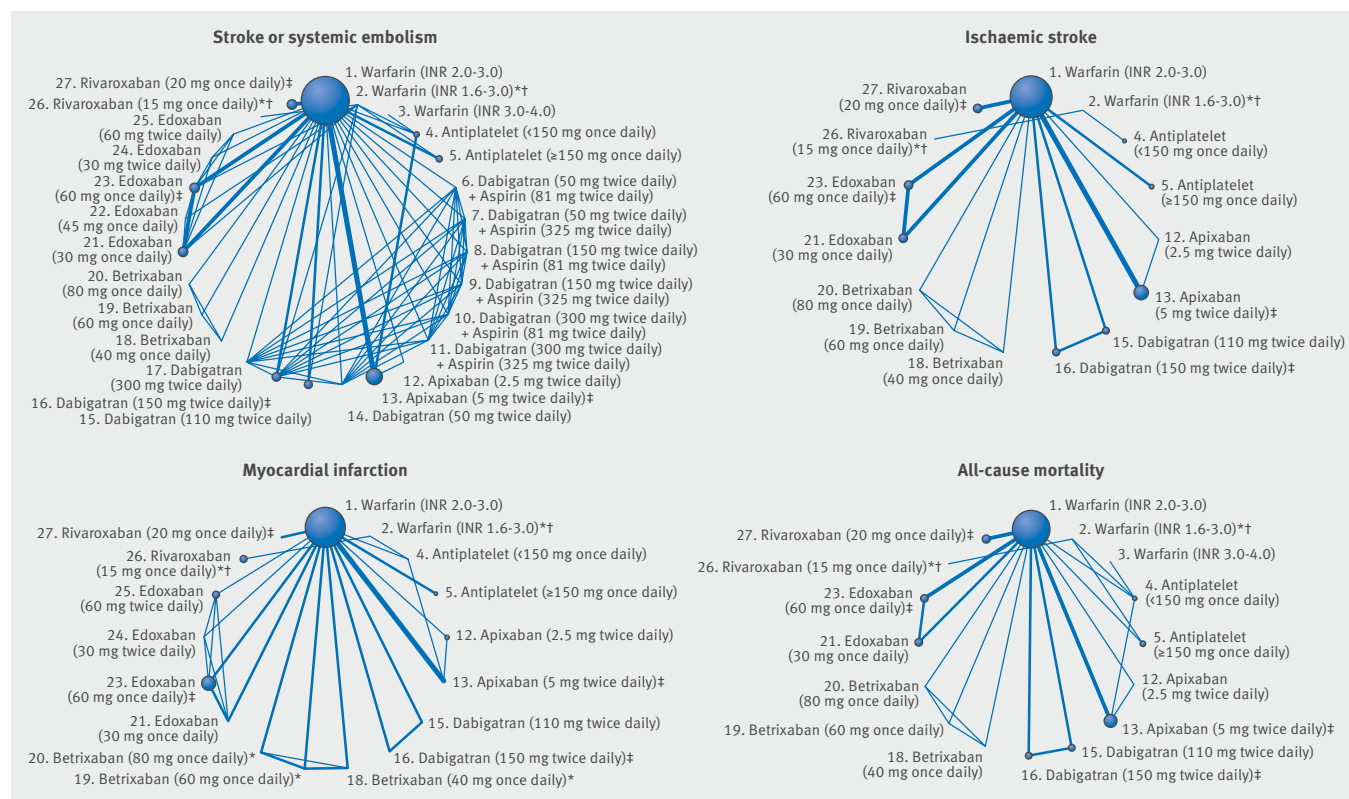 Stroke or systemic embolism
1. Warfarin (INR 2.0-3.0)
2. Warfarin (INR 1.6-3.0)*†
3. Warfarin (INR 3.0-4.0)
4. Antiplatelet (<150 mg once daily)
5. Antiplatelet (≥150 mg once daily)
6. Dabigatran (50 mg twice daily)
+ Aspirin (81 mg twice daily)
7. Dabigatran (50 mg twice daily)
+ Aspirin (325 mg twice daily)
8. Dabigatran (150 mg twice daily)
+ Aspirin (81 mg twice daily)
9. Dabigatran (150 mg twice daily)
+ Aspirin (325 mg twice daily)
10. Dabigatran (300 mg twice daily)
+ Aspirin (81 mg twice daily)
11. Dabigatran (300 mg twice daily)
+ Aspirin (325 mg twice daily)
12. Apixaban (2.5 mg twice daily)
13. Apixaban (5 mg twice daily)‡
14. Dabigatran (50 mg twice daily)
15. Dabigatran (110 mg twice daily)
16. Dabigatran (150 mg twice daily)‡
17. Dabigatran
(300 mg twice daily)
18. Betrixaban
(40 mg once daily)
19. Betrixaban
(60 mg once daily)
20. Betrixaban
(80 mg once daily)
21. Edoxaban
(30 mg once daily)
22. Edoxaban
(45 mg once daily)
23. Edoxaban
(60 mg once daily)‡
24. Edoxaban
(30 mg twice daily)
25. Edoxaban
(60 mg twice daily)
26. Rivaroxaban (15 mg once daily)*†
27. Rivaroxaban (20 mg once daily)‡
Ischaemic stroke
1. Warfarin (INR 2.0-3.0)
2. Warfarin (INR 1.6-3.0)*†
4. Antiplatelet
(<150 mg once daily)
5. Antiplatelet
(≥150 mg once daily)
12. Apixaban
(2.5 mg twice daily)
13. Apixaban
(5 mg twice daily)‡
15. Dabigatran (110 mg twice daily)
16. Dabigatran (150 mg twice daily)‡
18. Betrixaban
(40 mg once daily)
19. Betrixaban
(60 mg once daily)
20. Betrixaban
(80 mg once daily)
21. Edoxaban
(30 mg once daily)
23. Edoxaban
(60 mg once daily)‡
26. Rivaroxaban
(15 mg once daily)*†
27. Rivaroxaban
(20 mg once daily)‡
Myocardial infarction
1. Warfarin (INR 2.0-3.0)
2. Warfarin (INR 1.6-3.0)*†
4. Antiplatelet (<150 mg once daily)
5. Antiplatelet (≥150 mg once daily)
12. Apixaban (2.5 mg twice daily)
13. Apixaban (5 mg twice daily)‡
15. Dabigatran (110 mg twice daily)
16. Dabigatran (150 mg twice daily)‡
18. Betrixaban (40 mg once daily)*
19. Betrixaban (60 mg once daily)*
20. Betrixaban (80 mg once daily)*
21. Edoxaban
(30 mg once daily)
23. Edoxaban
(60 mg once daily)‡
24. Edoxaban
(30 mg twice daily)
25. Edoxaban
(60 mg twice daily)
26. Rivaroxaban
(15 mg once daily)*†
27. Rivaroxaban (20 mg once daily)‡
All-cause mortality
1. Warfarin (INR 2.0-3.0)
2. Warfarin (INR 1.6-3.0)*†
3. Warfarin (INR 3.0-4.0)
4. Antiplatelet
(<150 mg once daily)
5. Antiplatelet
(≥150 mg once daily)
12. Apixaban
(2.5 mg twice daily)
13. Apixaban (5 mg twice daily)‡
15. Dabigatran (110 mg twice daily)
16. Dabigatran (150 mg twice daily)‡
18. Betrixaban
(40 mg once daily)
19. Betrixaban (60 mg once daily)
20. Betrixaban
(80 mg once daily)
21. Edoxaban
(30 mg once daily)
23. Edoxaban
(60 mg once daily)‡
26. Rivaroxaban (15 mg once daily)*†
27. Rivaroxaban (20 mg once daily)‡